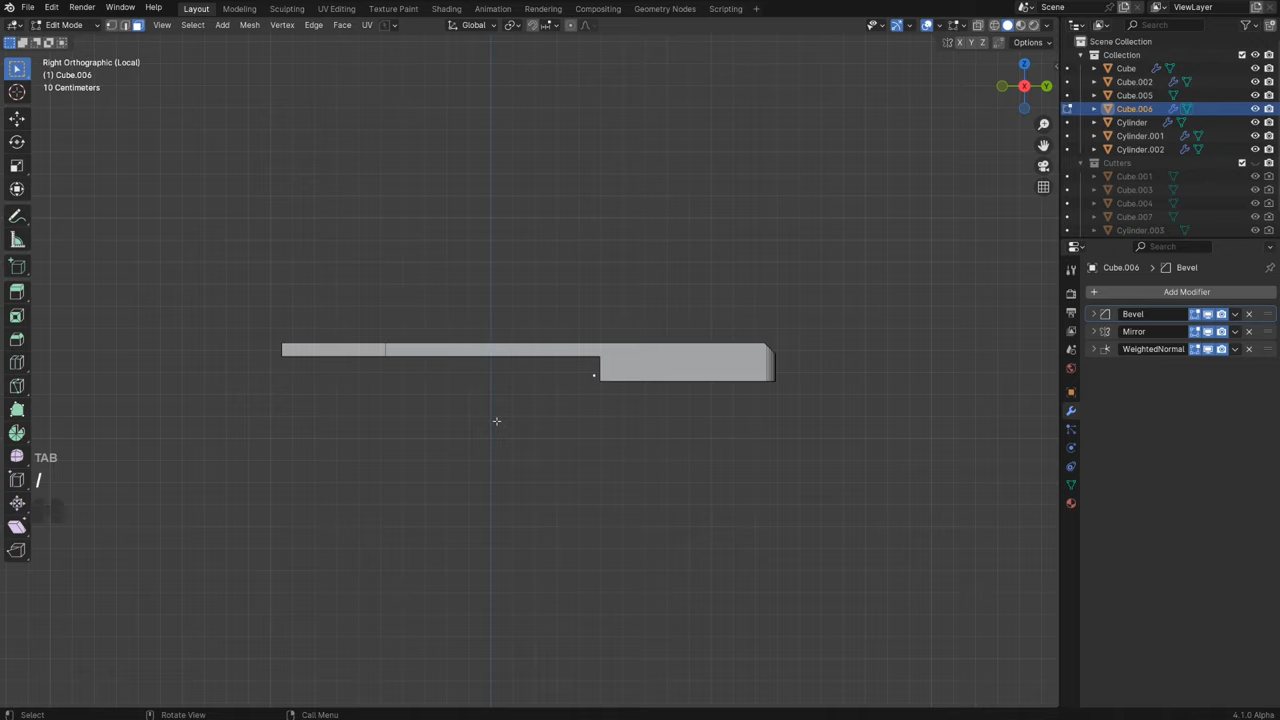 File Edit Render Window Help Layout Modeling Sculpting UV Editing Texture Paint Shading Animation Rendering Compositing Geometry Nodes Scripting + Scene ViewLayer
Edit Mode View Select Add Mesh Vertex Edge Face UV Global Search
X Y Z Options
Right Orthographic (Local)
(1) Cube.006
10 Centimeters
Z
X
Y
Scene Collection
Collection
Cube
Cube.002
Cube.005
Cube.006
Cylinder
Cylinder.001
Cylinder.002
Cutters
Cube.001
Cube.003
Cube.004
Cube.007
Cylinder.003
Search
Cube.006 > Bevel
+ Add Modifier
Bevel
Mirror
WeightedNormal
TAB
/
Select Rotate View Call Menu 4.1.0 Alpha